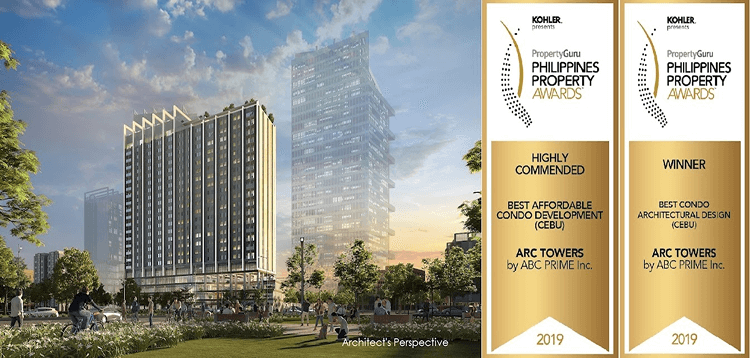 Architect's Perspective
KOHLER.
presents
PropertyGuru
PHILIPPINES
PROPERTY
AWARDS
HIGHLY
COMMENDED
BEST AFFORDABLE
CONDO DEVELOPMENT
(CEBU)
ARC TOWERS
by ABC PRIME Inc.
2019
KOHLER.
presents
PropertyGuru
PHILIPPINES
PROPERTY
AWARDS
WINNER
BEST CONDO
ARCHITECTURAL DESIGN
(CEBU)
ARC TOWERS
by ABC PRIME Inc.
2019